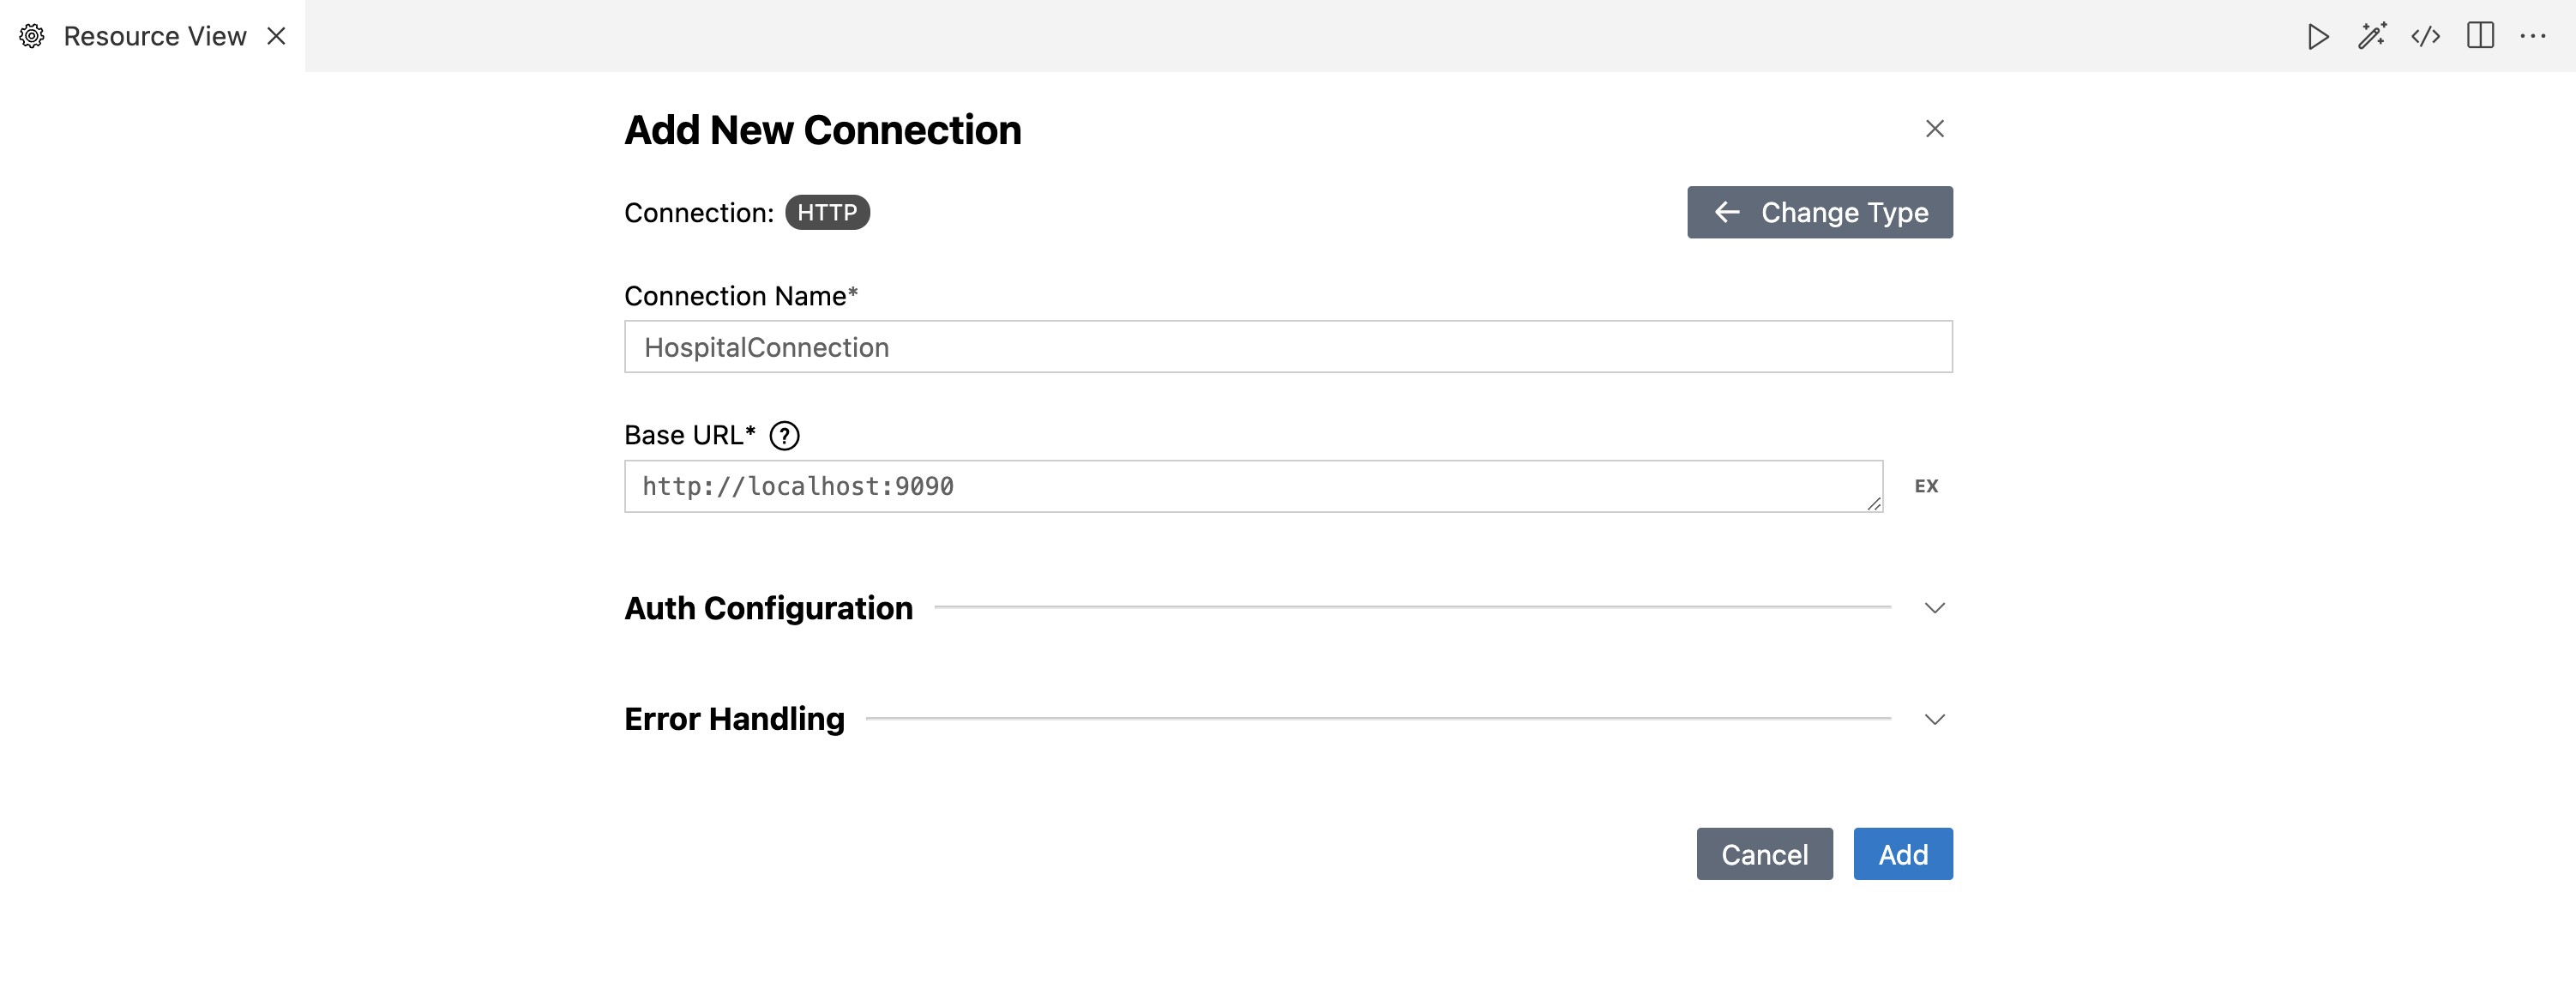 Resource View
Add New Connection
Connection: HTTP
Change Type
Connection Name*
HospitalConnection
Base URL* ?
http://localhost:9090
EX
Auth Configuration
Error Handling
Cancel Add